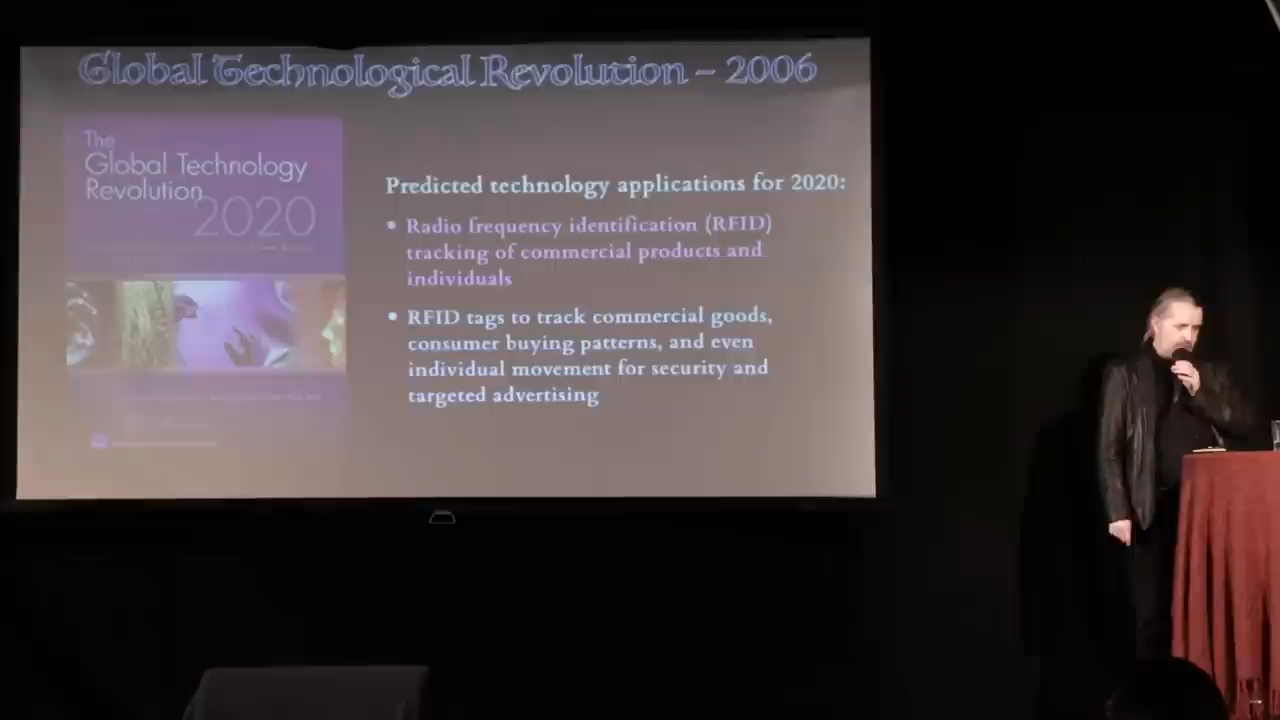 Global Technological Revolution – 2006
The
Global Technology
Revolution
2020
Predicted technology applications for 2020:
• Radio frequency identification (RFID)
tracking of commercial products and
individuals
• RFID tags to track commercial goods,
consumer buying patterns, and even
individual movement for security and
targeted advertising